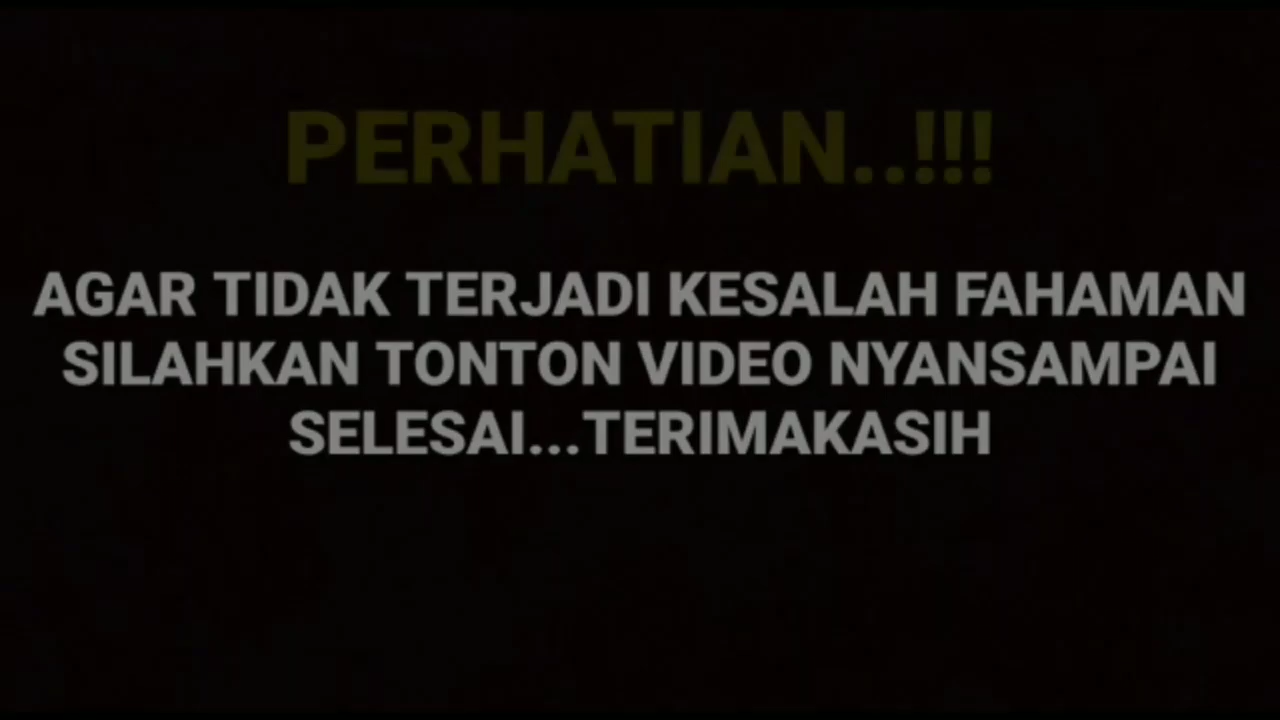 PERHATIAN..!!!
AGAR TIDAK TERJADI KESALAH FAHAMAN
SILAHKAN TONTON VIDEO NYANSAMPAI
SELESAI...TERIMAKASIH